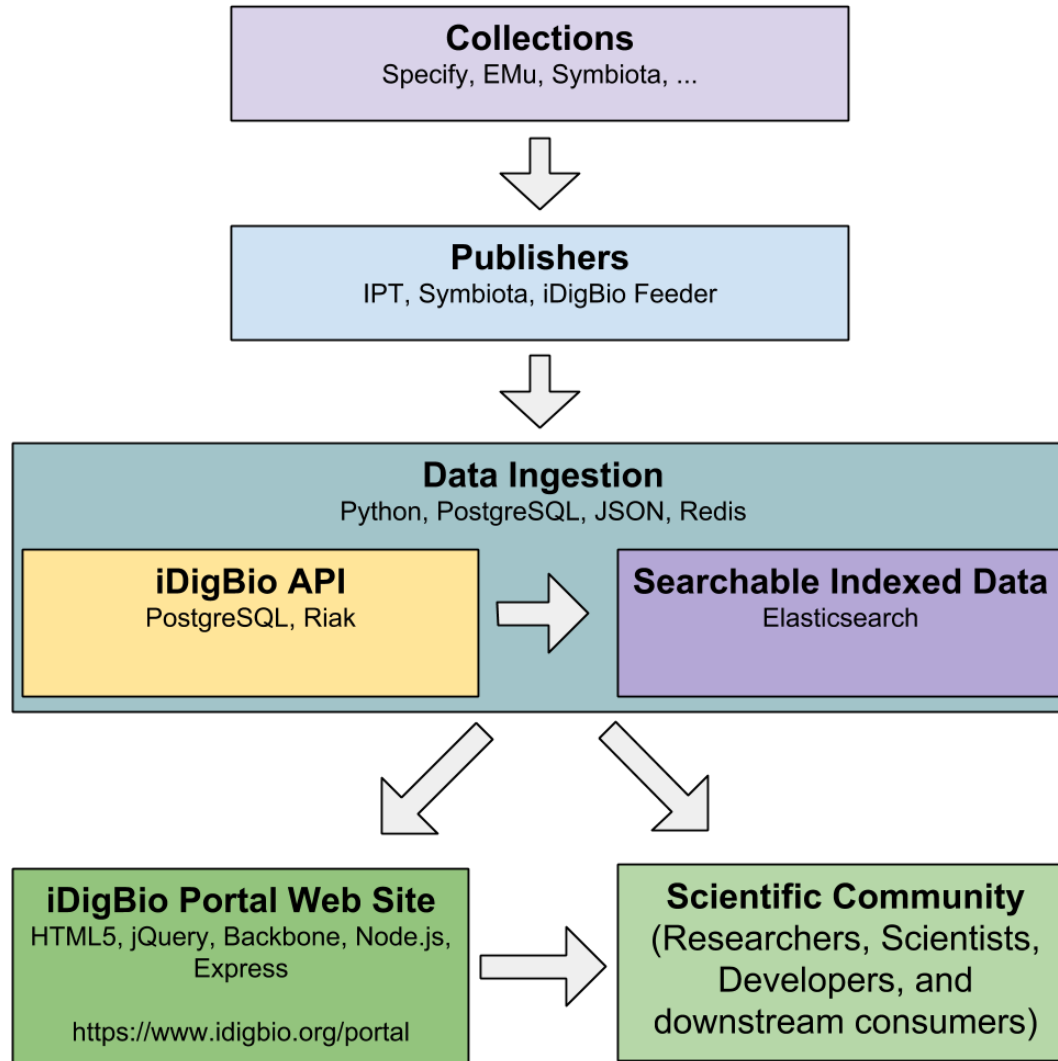 Collections
Specify, EMu, Symbiota, ...
Publishers
IPT, Symbiota, iDigBio Feeder
Data Ingestion
Python, PostgreSQL, JSON, Redis
iDigBio API
PostgreSQL, Riak
Searchable Indexed Data
Elasticsearch
iDigBio Portal Web Site
HTML5, jQuery, Backbone, Node.js,
Express
https://www.idigbio.org/portal
Scientific Community
(Researchers, Scientists,
Developers, and
downstream consumers)